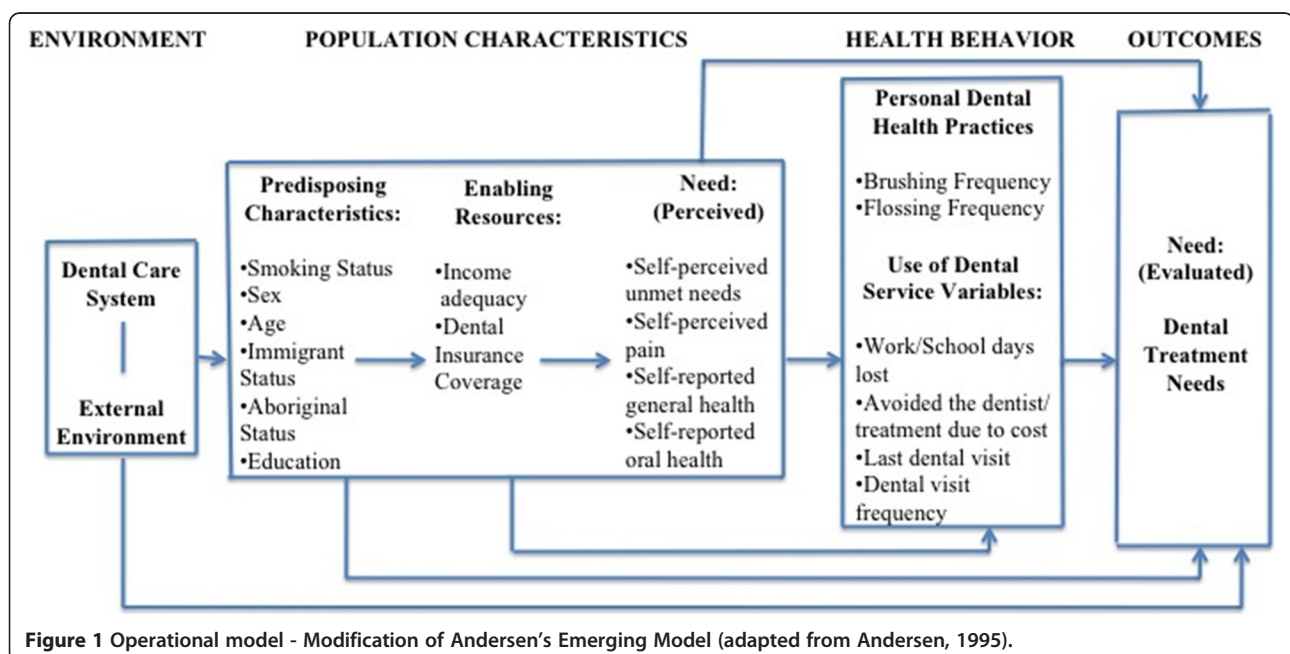 ENVIRONMENT
POPULATION CHARACTERISTICS
HEALTH BEHAVIOR
OUTCOMES
Dental Care
System
External
Environment
Predisposing
Characteristics:
•Smoking Status
•Sex
•Age
•Immigrant
Status
•Aboriginal
Status
•Education
Enabling
Resources:
•Income
adequacy
•Dental
Insurance
Coverage
Need:
(Perceived)
•Self-perceived
unmet needs
•Self-perceived
pain
•Self-reported
general health
•Self-reported
oral health
Personal Dental
Health Practices
•Brushing Frequency
•Flossing Frequency
Use of Dental
Service Variables:
•Work/School days
lost
•Avoided the dentist/
treatment due to cost
•Last dental visit
•Dental visit
frequency
Need:
(Evaluated)
Dental
Treatment
Needs
Figure 1 Operational model - Modification of Andersen's Emerging Model (adapted from Andersen, 1995).